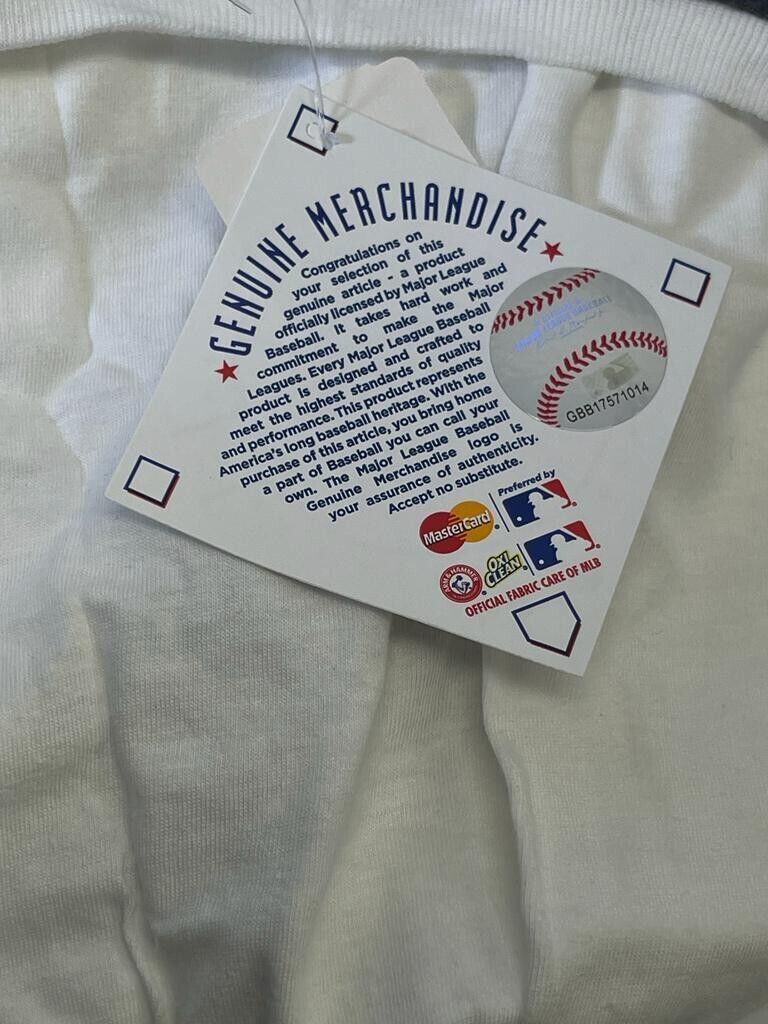 GENUINE MERCHANDISE
Congratulations on
your selection of this
genuine article - a product
officially licensed by Major League
Baseball. It takes hard work and
commitment to make the Major
Leagues. Every Major League Baseball
product is designed and crafted to
meet the highest standards of quality
and performance. This product represents
America's long baseball heritage. With the
purchase of this article, you bring home
a part of Baseball you can call your
own. The Major League Baseball
Genuine Merchandise logo is
your assurance of authenticity.
Accept no substitute.
MAJOR LEAGUE BASEBALL
GBB17571014
Preferred by
MasterCard
ARM & HAMMER
OXI
CLEAN
OFFICIAL FABRIC CARE OF MLB